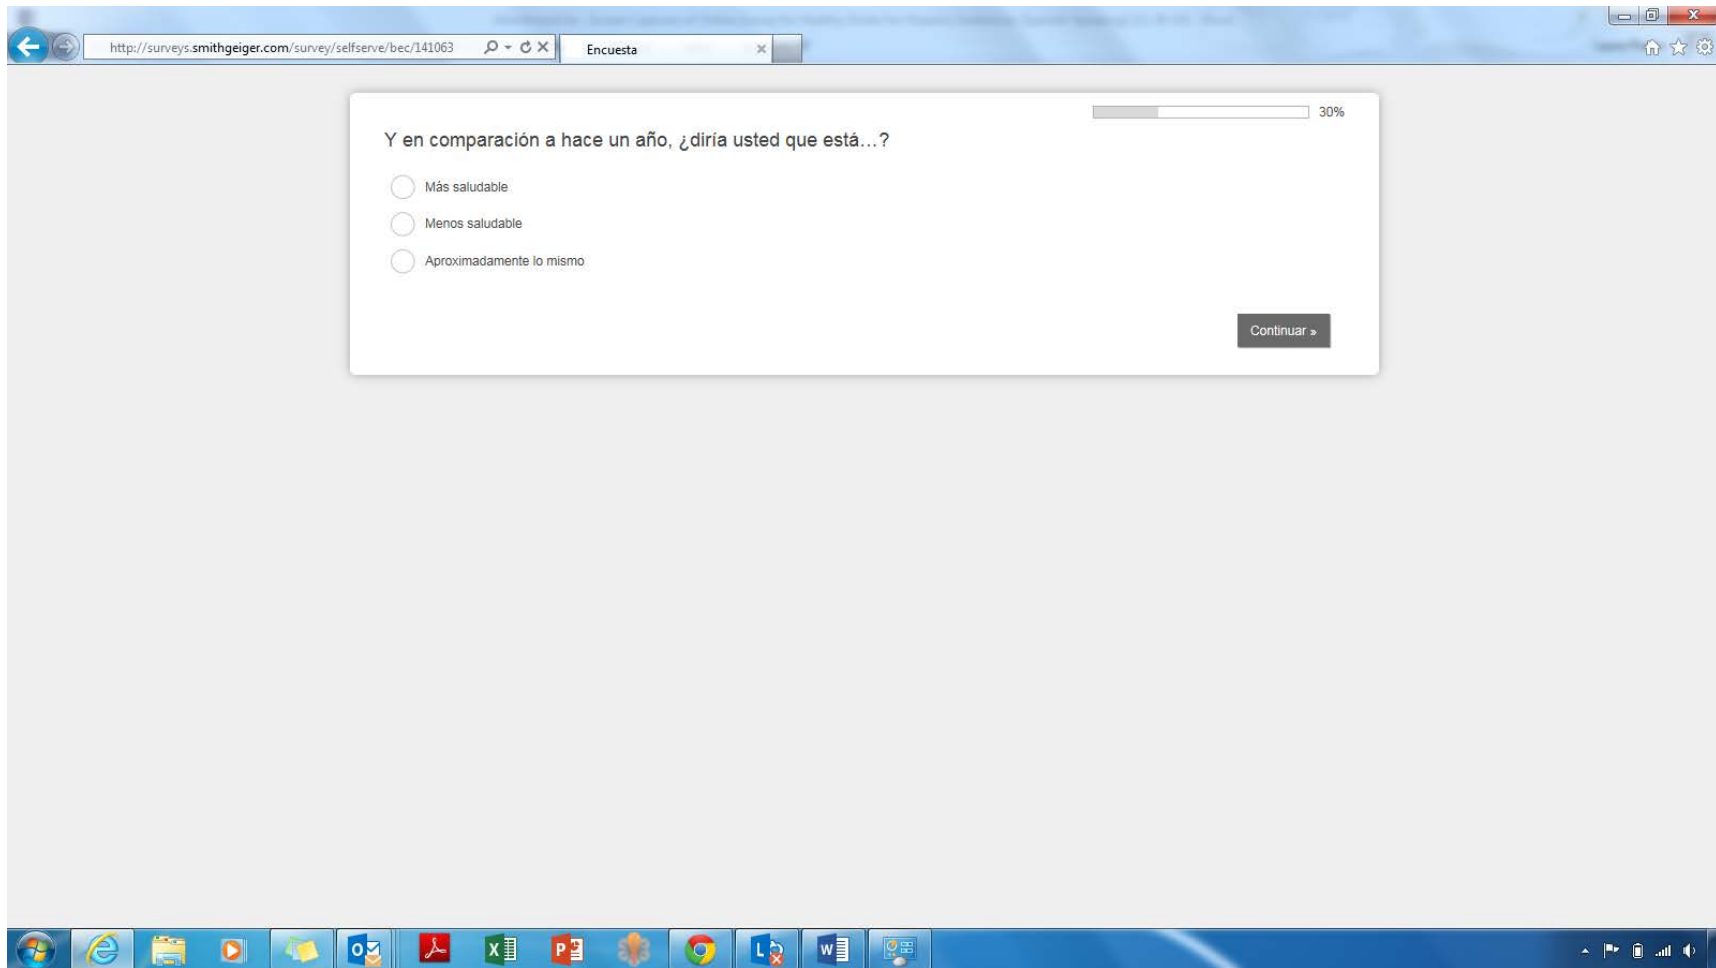 http://surveys.smithgeiger.com/survey/selfserve/bec/141063
Encuesta
30%
Y en comparación a hace un año, ¿diría usted que está...?
Más saludable
Menos saludable
Aproximadamente lo mismo
Continuar »